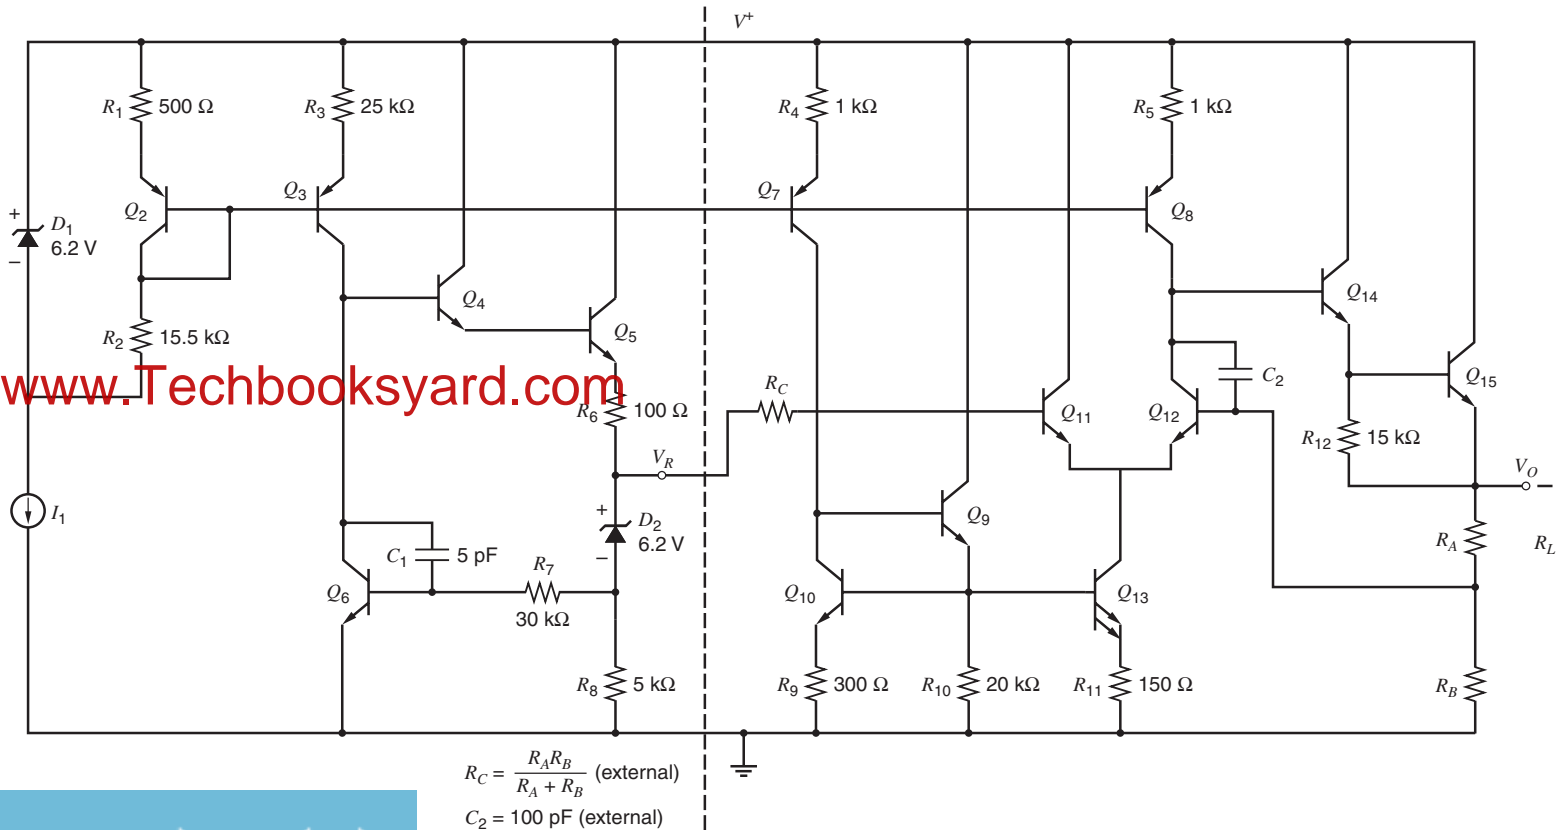 V+
R1 500 Ω
R3 25 kΩ
R4 1 kΩ
R5 1 kΩ
Q2
Q3
Q7
Q8
+
D1
6.2 V
–
Q4
Q14
R2 15.5 kΩ
Q5
www.Techbooksyard.com
R6 100 Ω
RC
Q11
Q12
C2
Q15
R12 15 kΩ
VR
VO
I1
+
D2
6.2 V
–
Q9
C1 5 pF
RA
RL
R7
30 kΩ
Q6
Q10
Q13
R8 5 kΩ
R9 300 Ω
R10 20 kΩ
R11 150 Ω
RB
RC = RARB / RA + RB (external)
C2 = 100 pF (external)